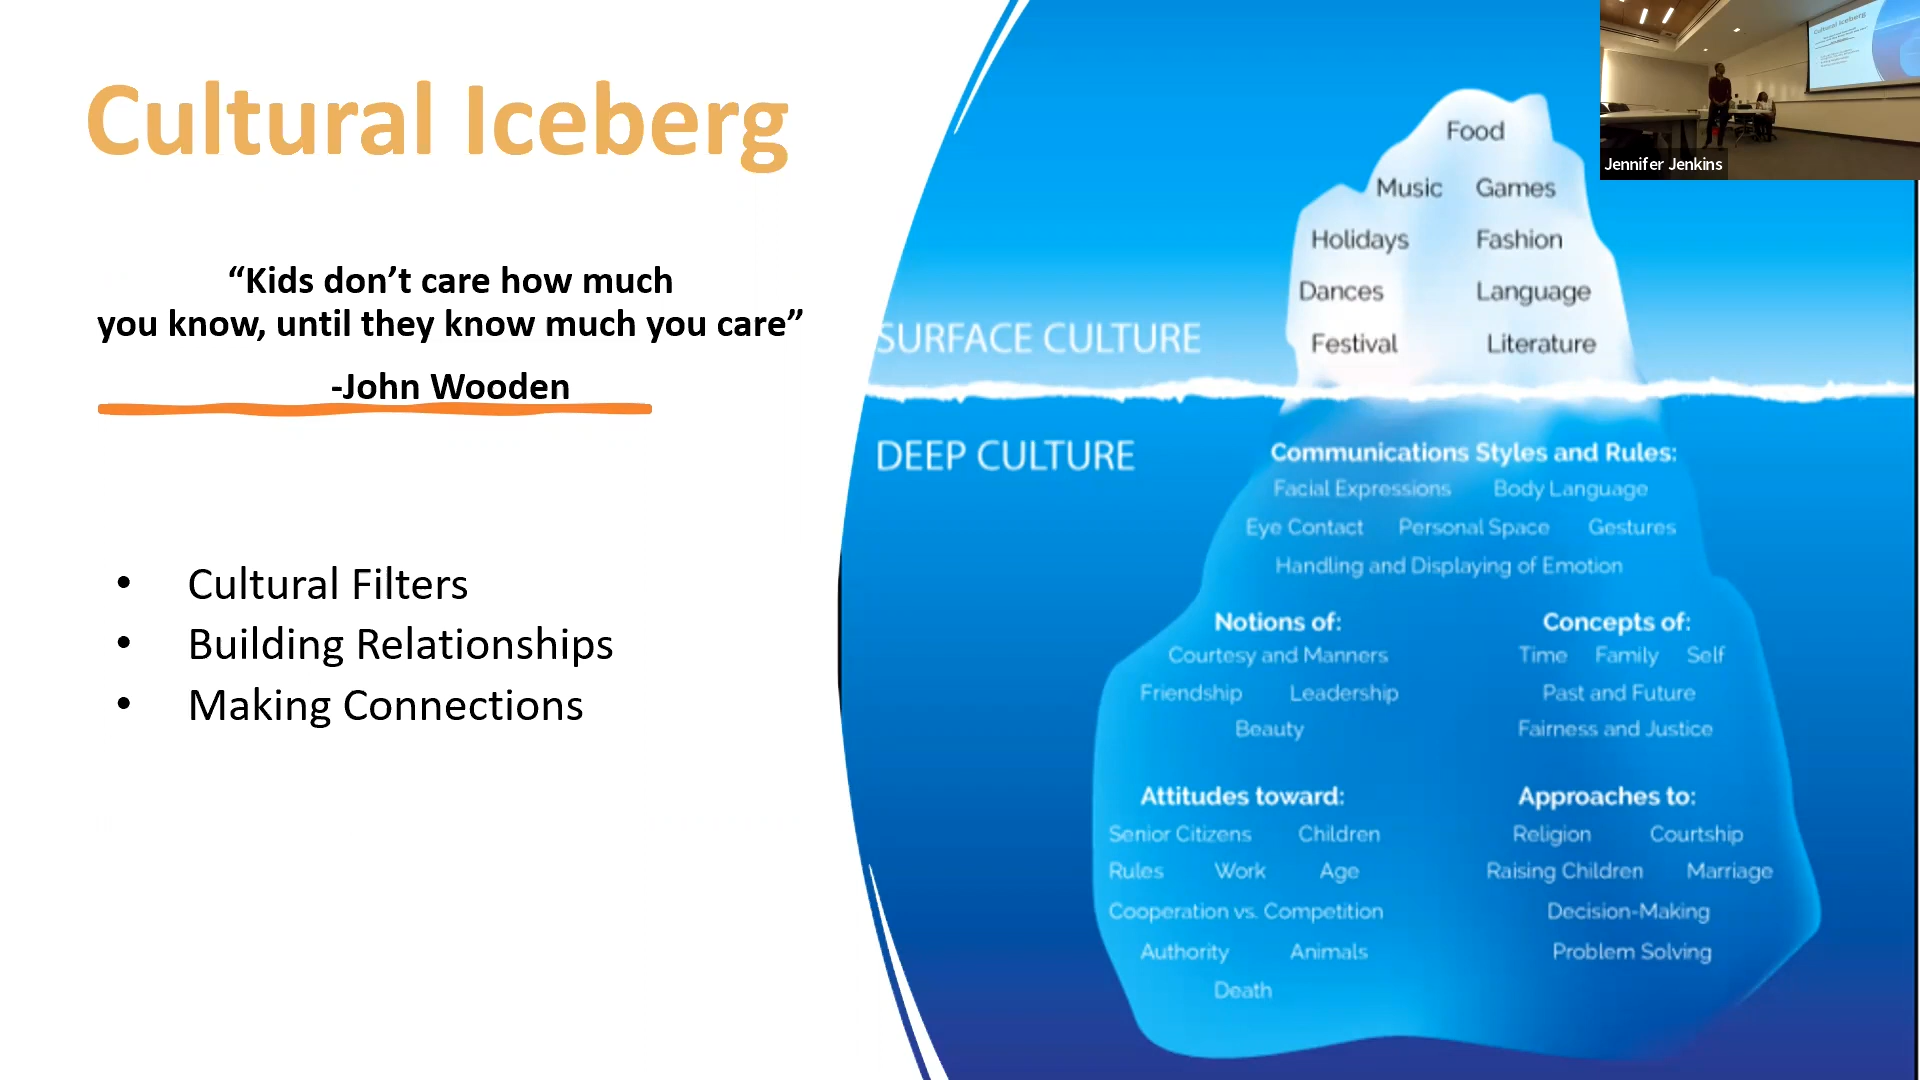 Cultural Iceberg
“Kids don’t care how much
you know, until they know much you care”
-John Wooden
• Cultural Filters
• Building Relationships
• Making Connections
SURFACE CULTURE
Food
Music Games
Holidays Fashion
Dances Language
Festival Literature
DEEP CULTURE
Communications Styles and Rules:
Facial Expressions Body Language
Eye Contact Personal Space Gestures
Handling and Displaying of Emotion
Notions of:
Courtesy and Manners
Friendship Leadership
Beauty
Concepts of:
Time Family Self
Past and Future
Fairness and Justice
Attitudes toward:
Senior Citizens Children
Rules Work Age
Cooperation vs. Competition
Authority Animals
Death
Approaches to:
Religion Courtship
Raising Children Marriage
Decision-Making
Problem Solving
Cultural Iceberg
Jennifer Jenkins